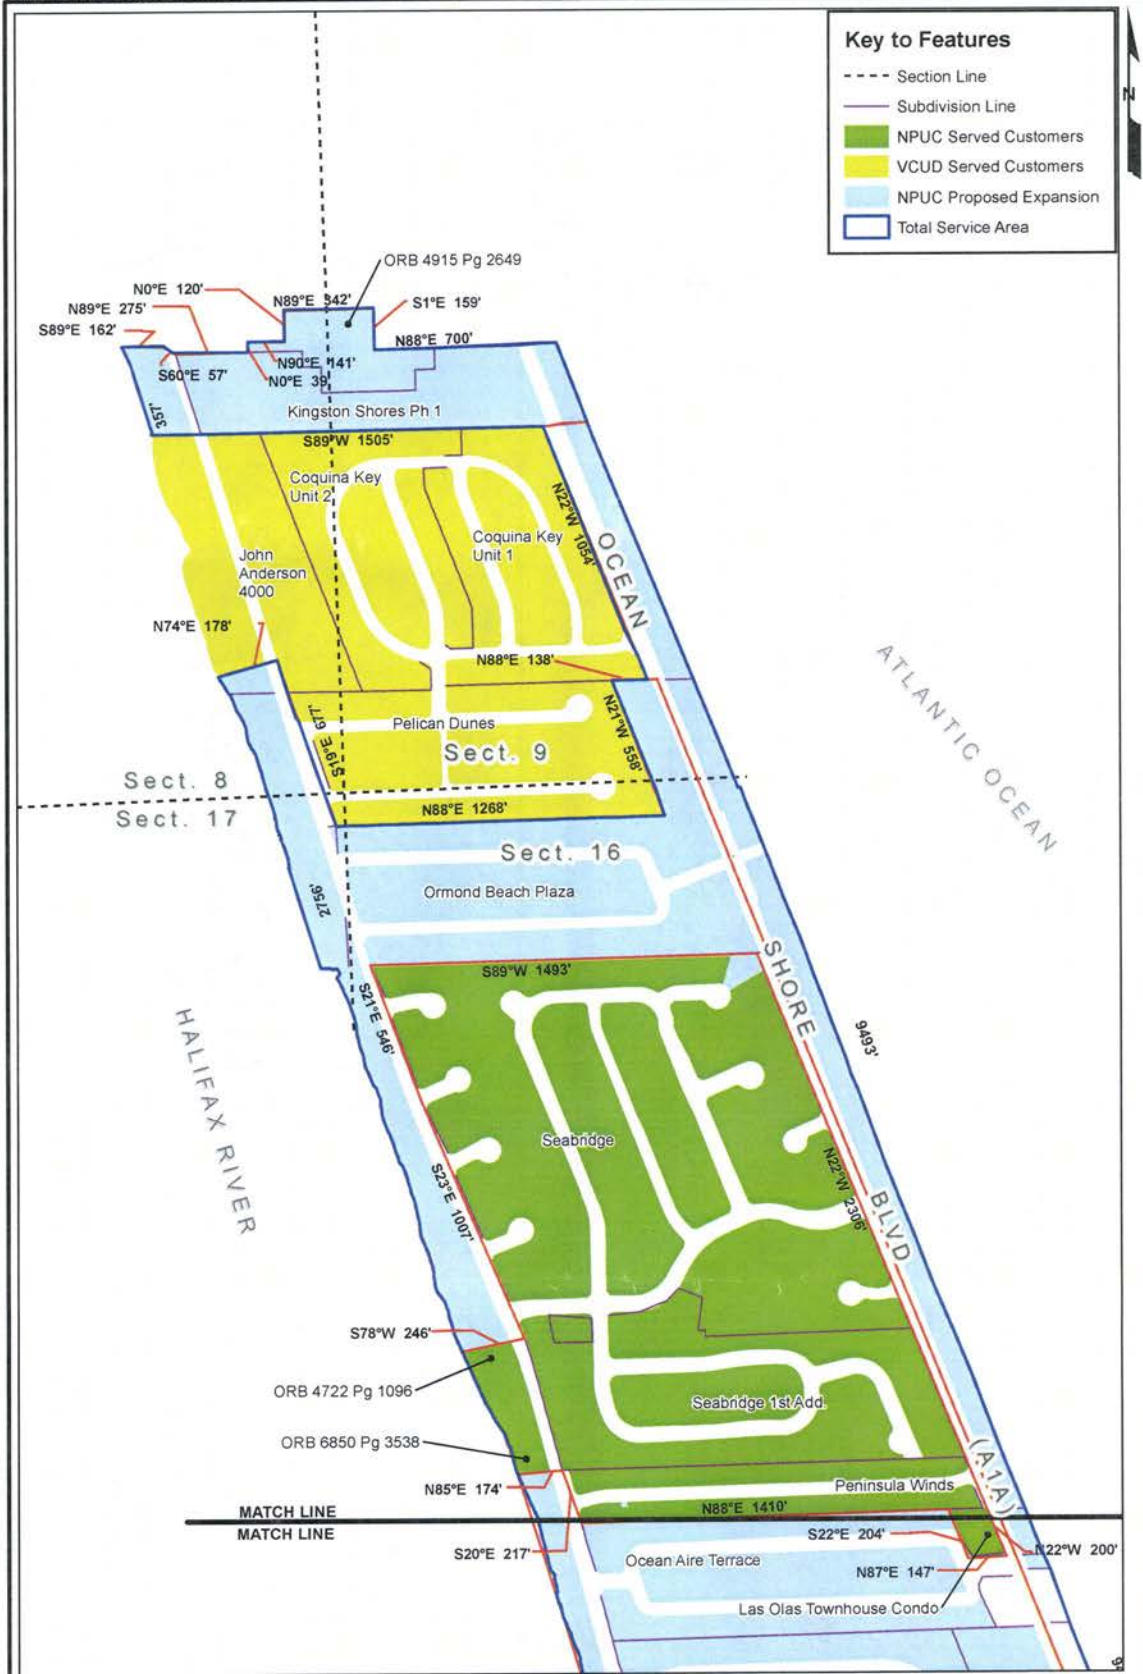 Key to Features
Section Line
Subdivision Line
NPUC Served Customers
VCUD Served Customers
NPUC Proposed Expansion
Total Service Area
N
ORB 4915 Pg 2649
N0°E 120'
N89°E 342'
S1°E 159'
N89°E 275'
S89°E 162'
N88°E 700'
N90°E 141'
S60°E 57'
N0°E 39
357'
Kingston Shores Ph 1
S89°W 1505'
Coquina Key
Unit 2
N22°W 1054'
Coquina Key
Unit 1
OCEAN
John
Anderson
4000
N74°E 178'
N88°E 138'
ATLANTIC OCEAN
S19°E 677'
Pelican Dunes
N21°W 558'
Sect. 9
Sect. 8
Sect. 17
N88°E 1268'
Sect. 16
2756'
Ormond Beach Plaza
SHORE
S89°W 1493'
S21°E 546'
HALIFAX RIVER
9493'
Seabridge
N22°W 2306'
S23°E 1007'
BLVD
S78°W 246'
ORB 4722 Pg 1096
Seabridge 1st Add.
ORB 6850 Pg 3538
(A1A)
N85°E 174'
Peninsula Winds
MATCH LINE
N88°E 1410'
MATCH LINE
S22°E 204'
S20°E 217'
N22°W 200'
Ocean Aire Terrace
N87°E 147'
Las Olas Townhouse Condo